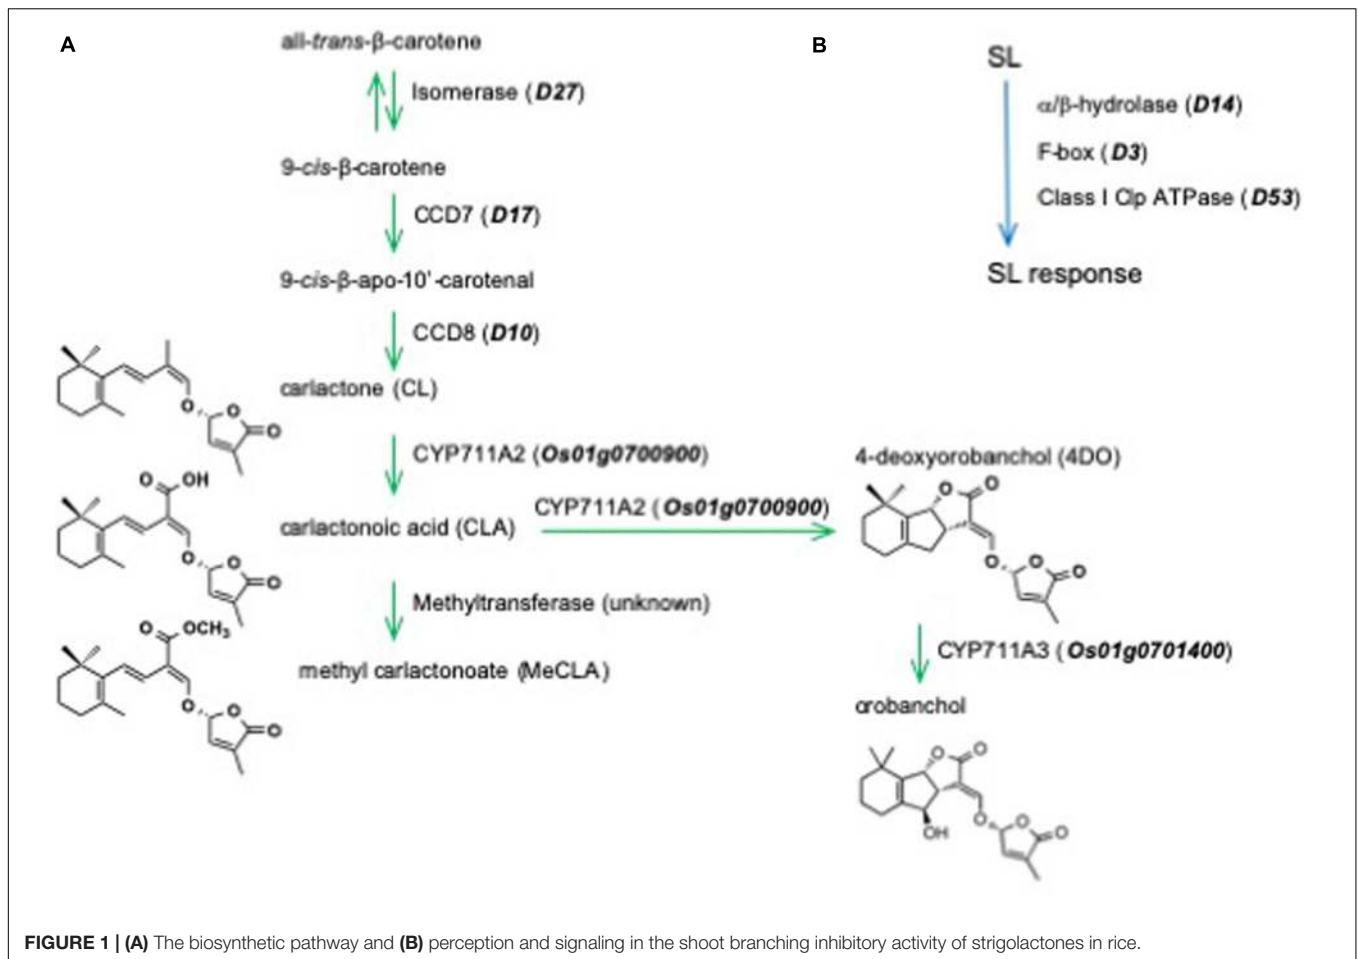 A
all-trans-β-carotene
Isomerase (D27)
9-cis-β-carotene
CCD7 (D17)
9-cis-β-apo-10'-carotenal
CCD8 (D10)
carlactone (CL)
O
O
O
CYP711A2 (Os01g0700900)
O
OH
carlactonoic acid (CLA)
O
O
O
CYP711A2 (Os01g0700900)
Methyltransferase (unknown)
O
OCH3
methyl carlactonoate (MeCLA)
O
O
O
4-deoxyorobanchol (4DO)
O
O
O
O
O
CYP711A3 (Os01g0701400)
orobanchol
O
O
OH
O
O
O
B
SL
α/β-hydrolase (D14)
F-box (D3)
Class I Clp ATPase (D53)
SL response
FIGURE 1 | (A) The biosynthetic pathway and (B) perception and signaling in the shoot branching inhibitory activity of strigolactones in rice.